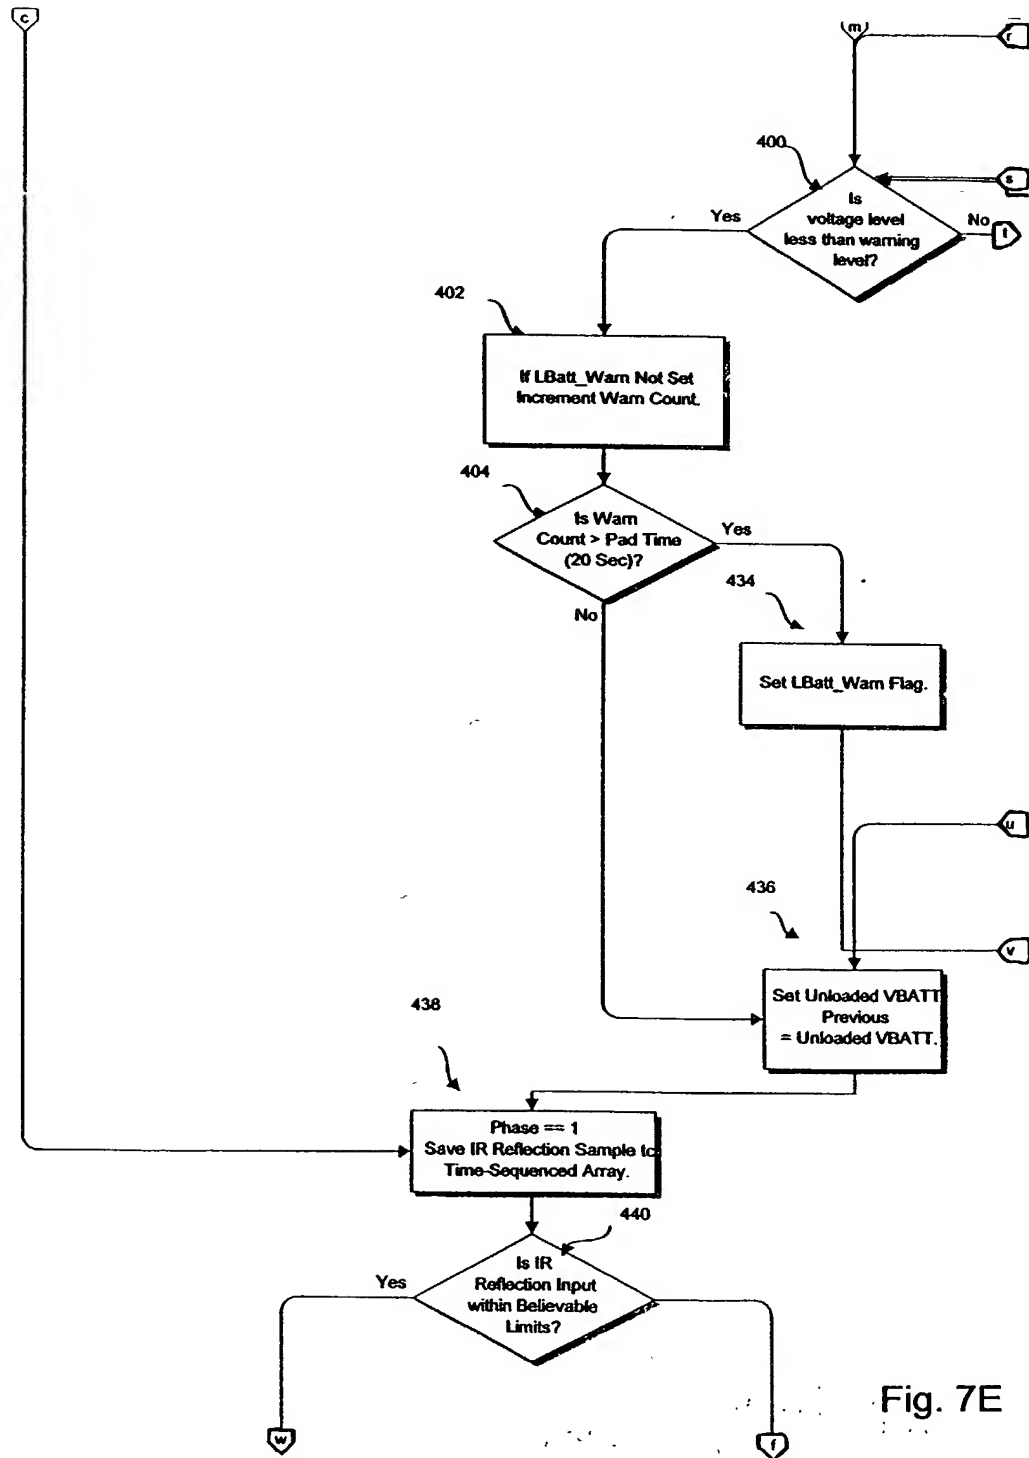 c
m
r
400
s
Is
voltage level
less than warning
level?
Yes
No
t
402
If LBatt_Warn Not Set
Increment Warn Count.
404
Is Warn
Count > Pad Time
(20 Sec)?
Yes
No
434
Set LBatt_Warn Flag.
u
436
v
Set Unloaded VBATT
Previous
= Unloaded VBATT.
438
Phase == 1
Save IR Reflection Sample to
Time-Sequenced Array.
440
Is IR
Reflection Input
within Believable
Limits?
Yes
w
f
Fig. 7E